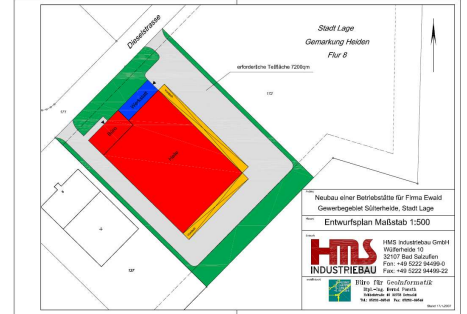 Stadt Lage
Gemarkung Heiden
Flur 8
Dieselstrasse
erforderliche Teilfläche 7200qm
Neubau einer Betriebstätte für Firma Ewald
Gewerbegebiet Sülterheide, Stadt Lage
Entwurfsplan Maßstab 1:500
HMS
INDUSTRIEBAU
HMS Industriebau GmbH
Wülferheide 10
32107 Bad Salzuflen
Fon: +49 5222 94499-0
Fax: +49 5222 94499-22
Büro für Geoinformatik